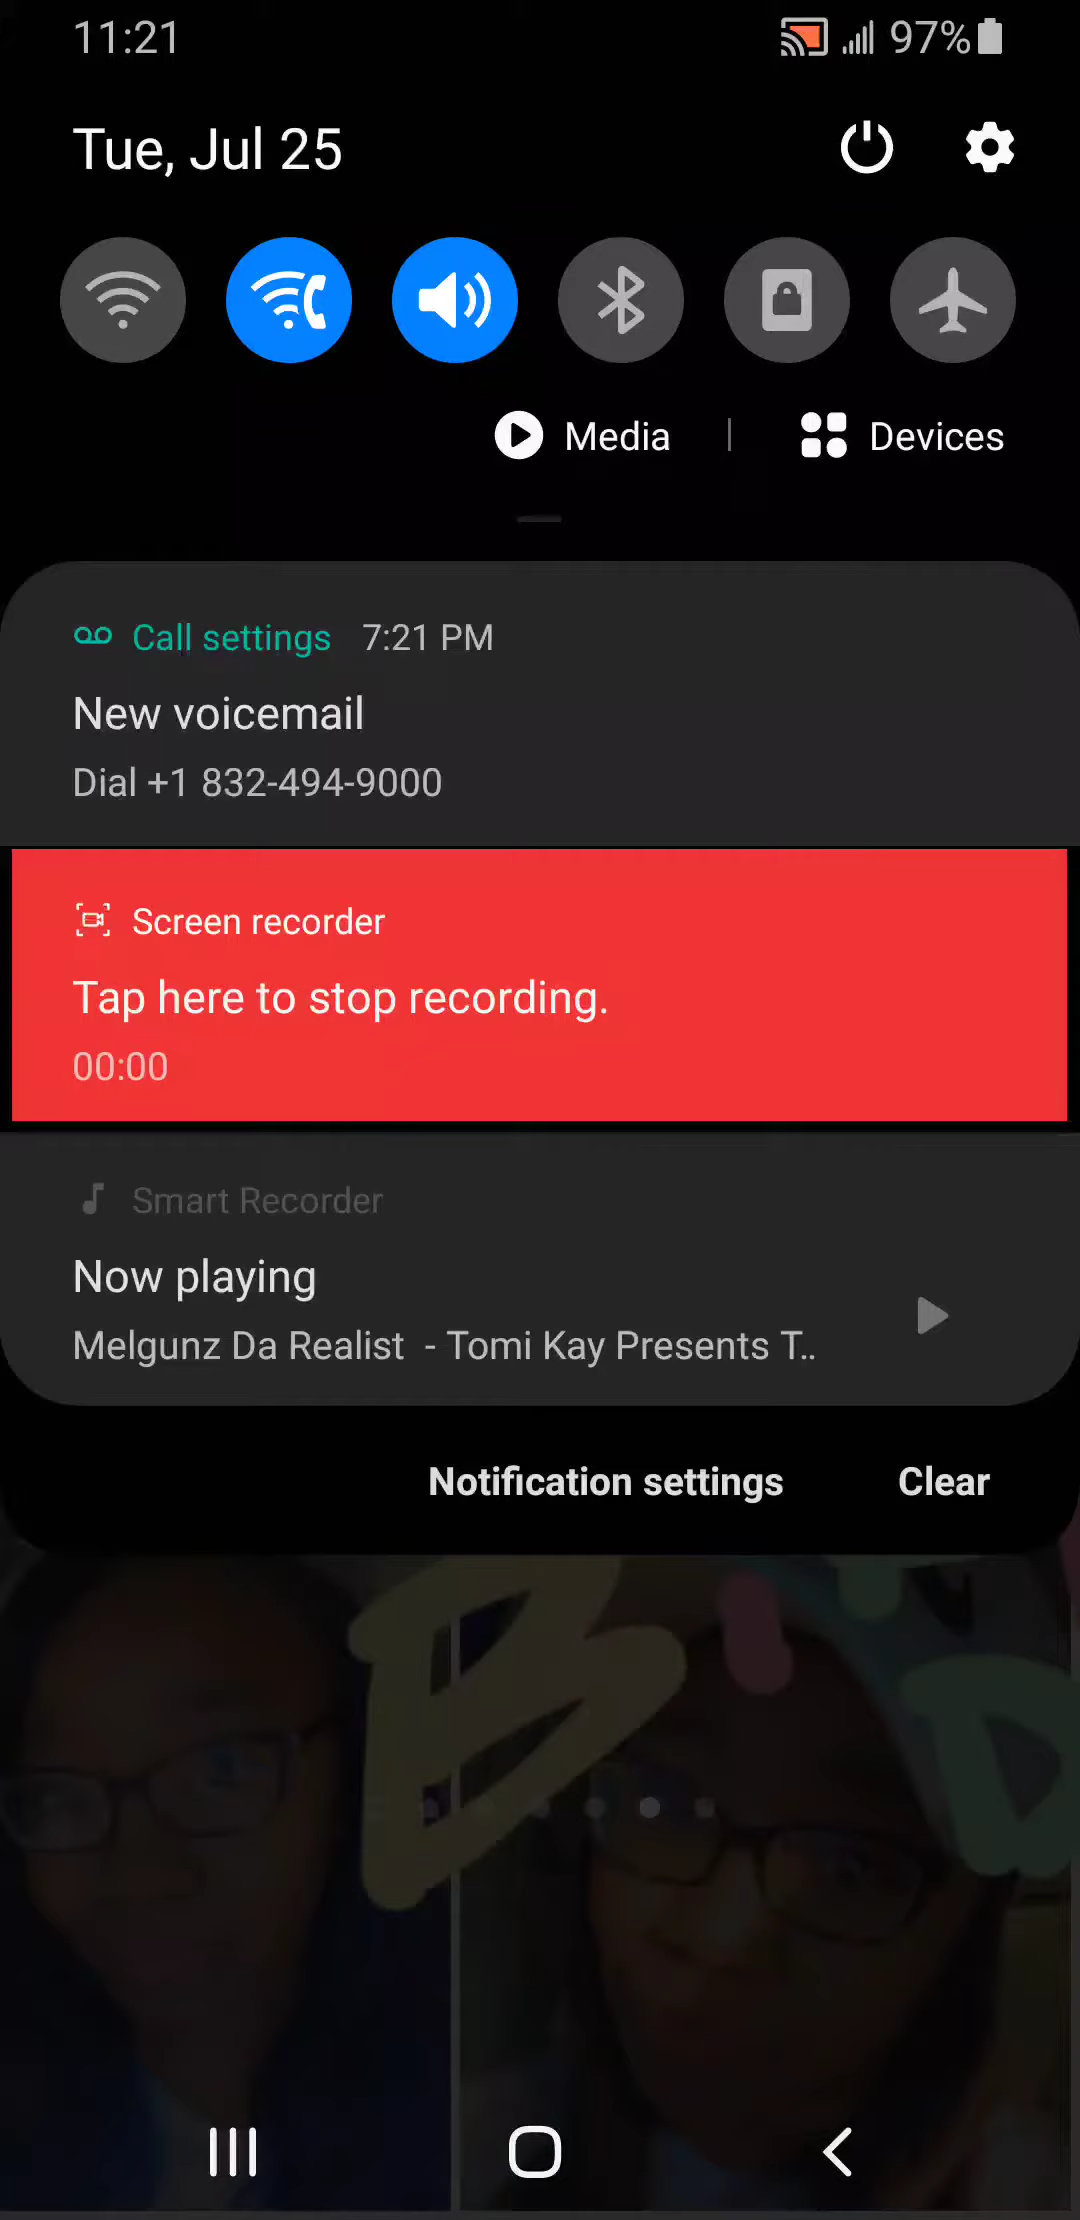 11:21 97%
Tue, Jul 25
Media | Devices
Call settings 7:21 PM
New voicemail
Dial +1 832-494-9000
Screen recorder
Tap here to stop recording.
00:00
Smart Recorder
Now playing
Melgunz Da Realist - Tomi Kay Presents T..
Notification settings Clear
B D